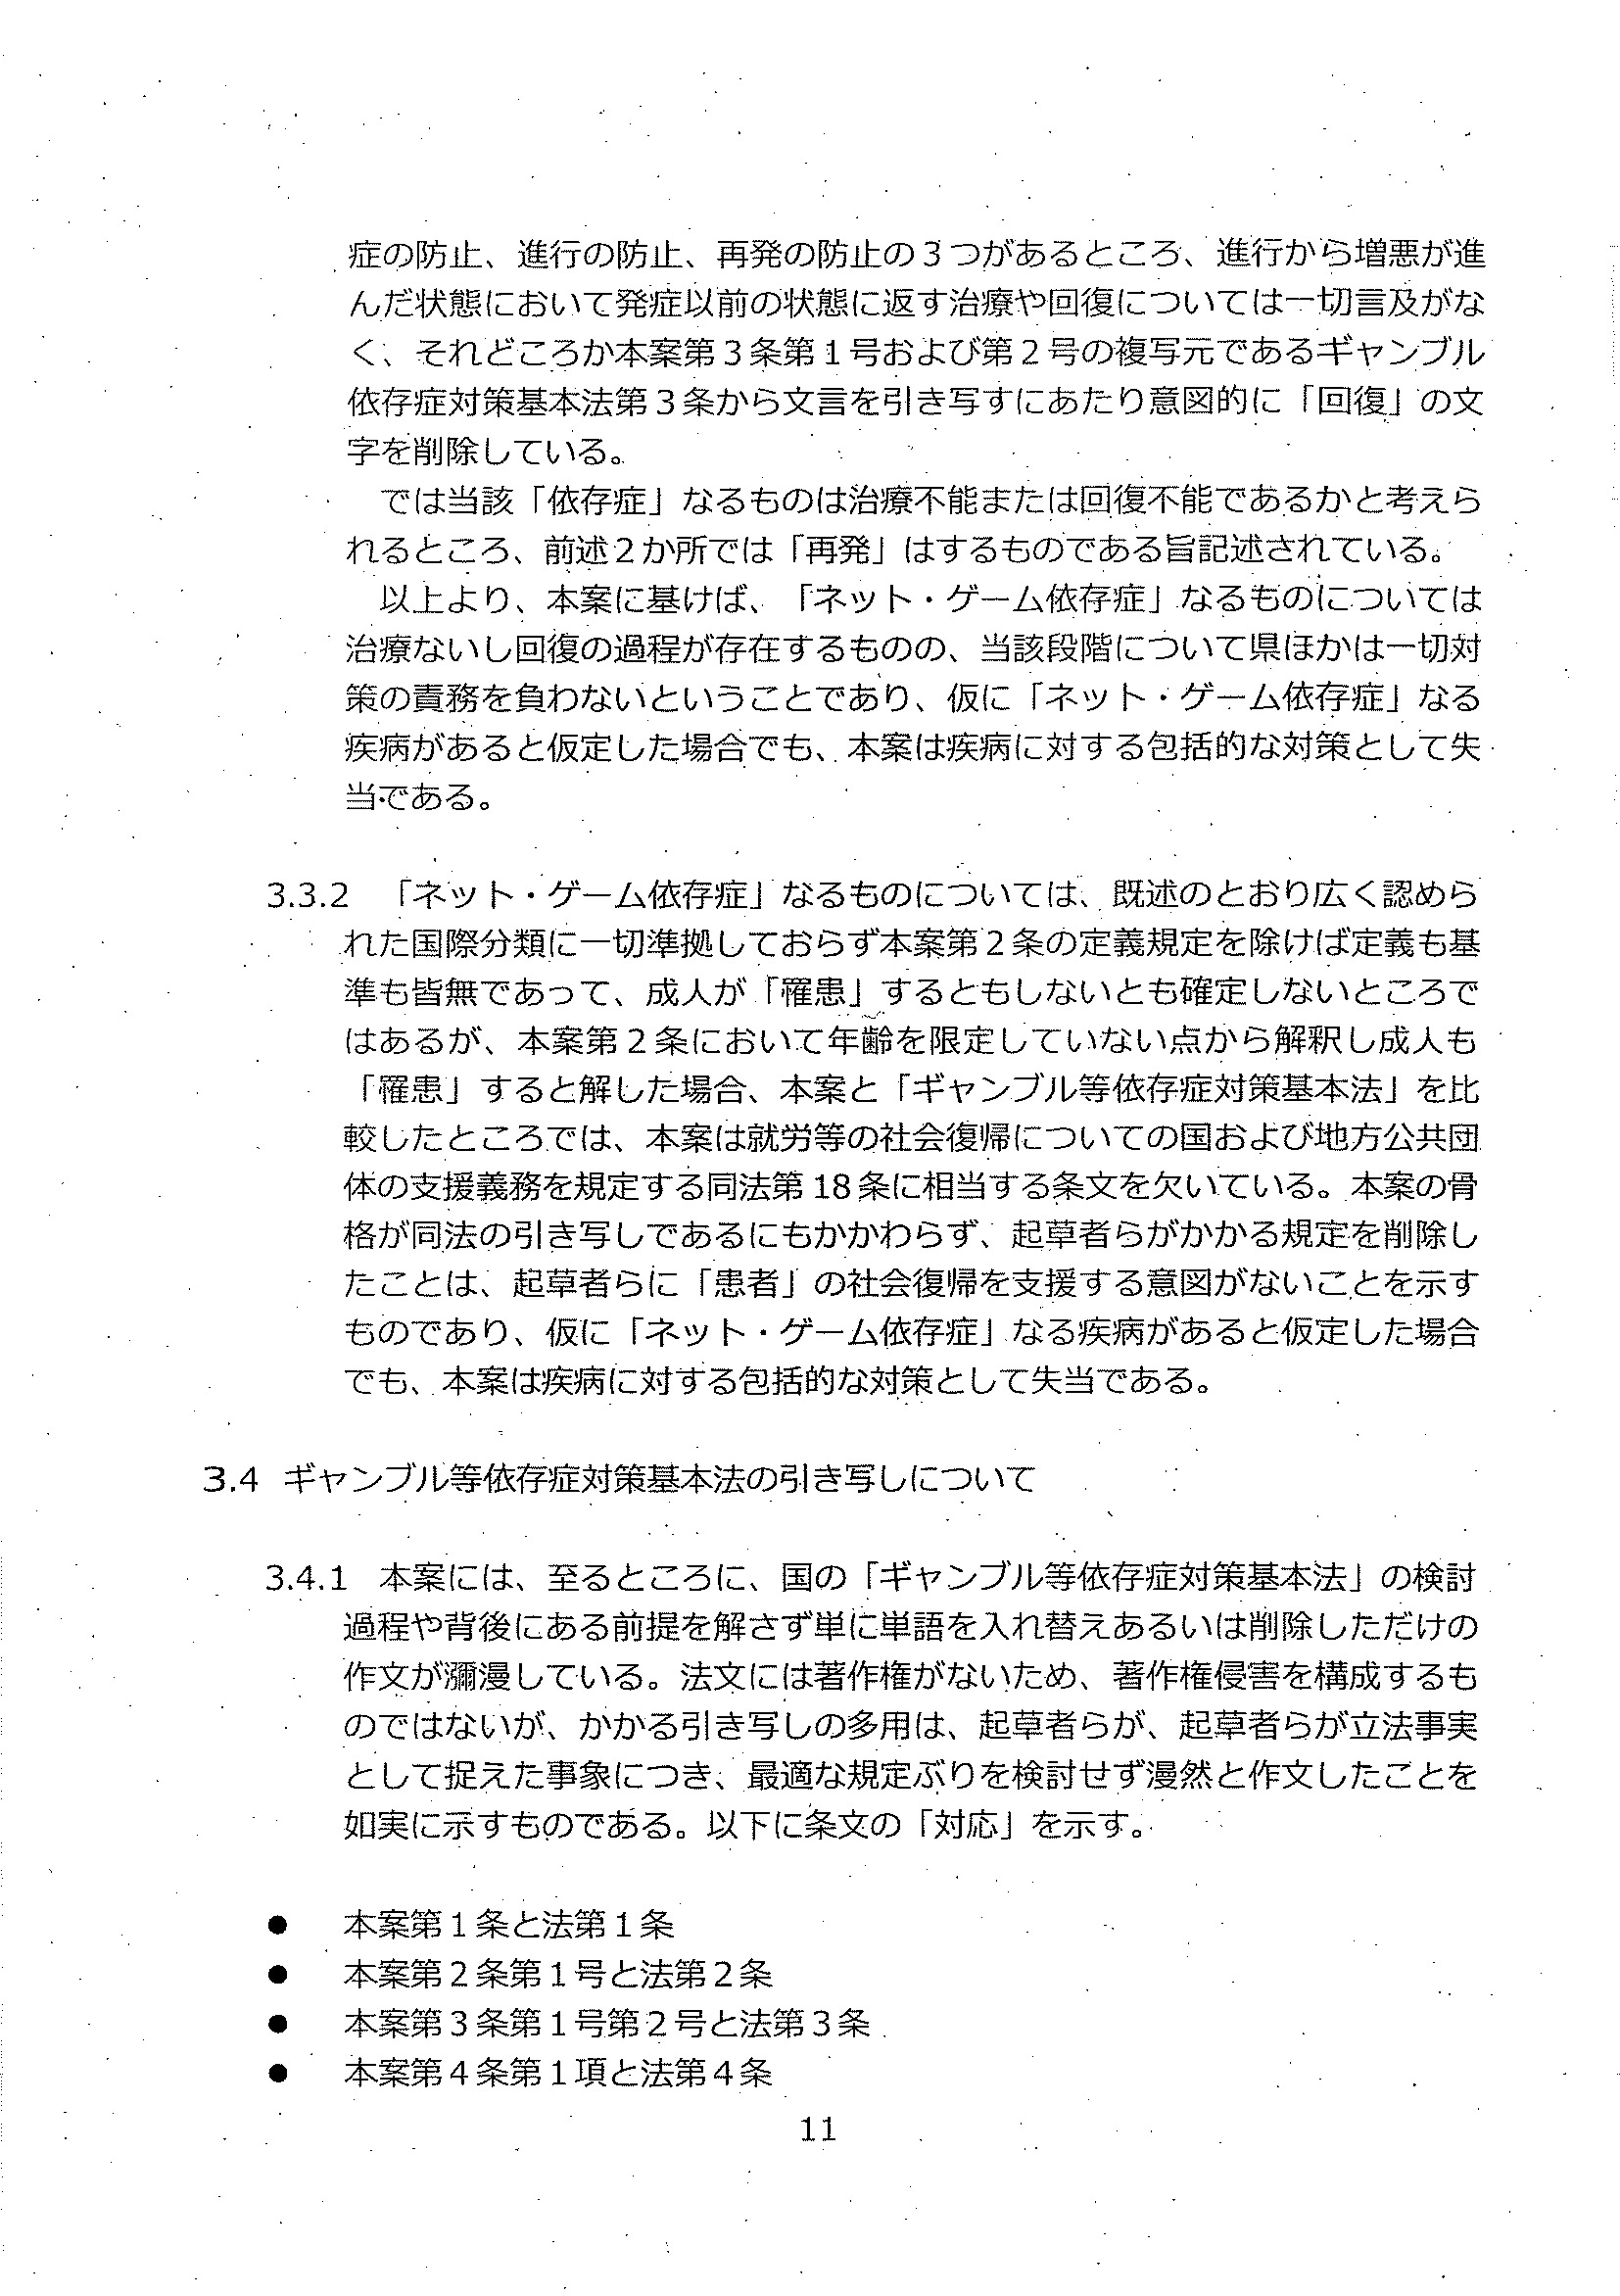 症の防止、進行の防止、再発の防止の３つがあるところ、進行から増悪が進
んだ状態において発症以前の状態に返す治療や回復については一切言及がな
く、それどころか本案第３条第１号および第２号の複写元であるギャンブル
依存症対策基本法第３条から文言を引き写すにあたり意図的に「回復」の文
字を削除している。
では当該「依存症」なるものは治療不能または回復不能であるかと考えら
れるところ、前述２か所では「再発」はするものである旨記述されている。
以上より、本案に基けば、「ネット・ゲーム依存症」なるものについては
治療ないし回復の過程が存在するものの、当該段階について県ほかは一切対
策の責務を負わないということであり、仮に「ネット・ゲーム依存症」なる
疾病があると仮定した場合でも、本案は疾病に対する包括的な対策として失
当である。
3.3.2　「ネット・ゲーム依存症」なるものについては、既述のとおり広く認めら
れた国際分類に一切準拠しておらず本案第２条の定義規定を除けば定義も基
準も皆無であって、成人が「罹患」するともしないとも確定しないところで
はあるが、本案第２条において年齢を限定していない点から解釈し成人も
「罹患」すると解した場合、本案と「ギャンブル等依存症対策基本法」を比
較したところでは、本案は就労等の社会復帰についての国および地方公共団
体の支援義務を規定する同法第 18 条に相当する条文を欠いている。本案の骨
格が同法の引き写しであるにもかかわらず、起草者らがかかる規定を削除し
たことは、起草者らに「患者」の社会復帰を支援する意図がないことを示す
ものであり、仮に「ネット・ゲーム依存症」なる疾病があると仮定した場合
でも、本案は疾病に対する包括的な対策として失当である。
3.4 ギャンブル等依存症対策基本法の引き写しについて
3.4.1　本案には、至るところに、国の「ギャンブル等依存症対策基本法」の検討
過程や背後にある前提を解さず単に単語を入れ替えあるいは削除しただけの
作文が瀰漫している。法文には著作権がないため、著作権侵害を構成するも
のではないが、かかる引き写しの多用は、起草者らが、起草者らが立法事実
として捉えた事象につき、最適な規定ぶりを検討せず漫然と作文したことを
如実に示すものである。以下に条文の「対応」を示す。
● 本案第１条と法第１条
● 本案第２条第１号と法第２条
● 本案第３条第１号第２号と法第３条
● 本案第４条第１項と法第４条
11